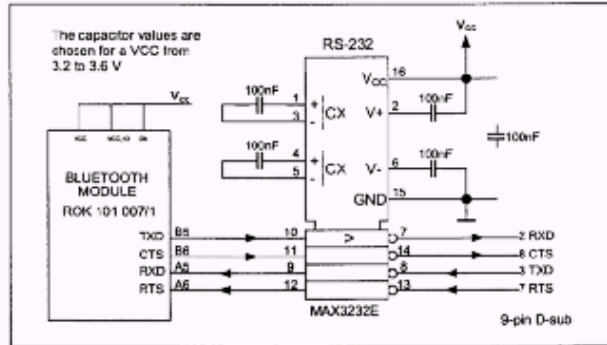 The capacitor values are
chosen for a VCC from
3.2 to 3.6 V
RS-232
VCC
VCC 16
100nF
1 + CX
3 -
V+ 2
100nF
100nF
VCC
VCC VCC_IO ON
100nF
4 + CX
5 -
V- 6
100nF
GND 15
BLUETOOTH
MODULE
ROK 101 007/1
TXD B5 10 > 7 2 RXD
CTS B6 11 14 8 CTS
RXD A5 9 8 3 TXD
RTS A6 12 13 7 RTS
MAX3232E
9-pin D-sub